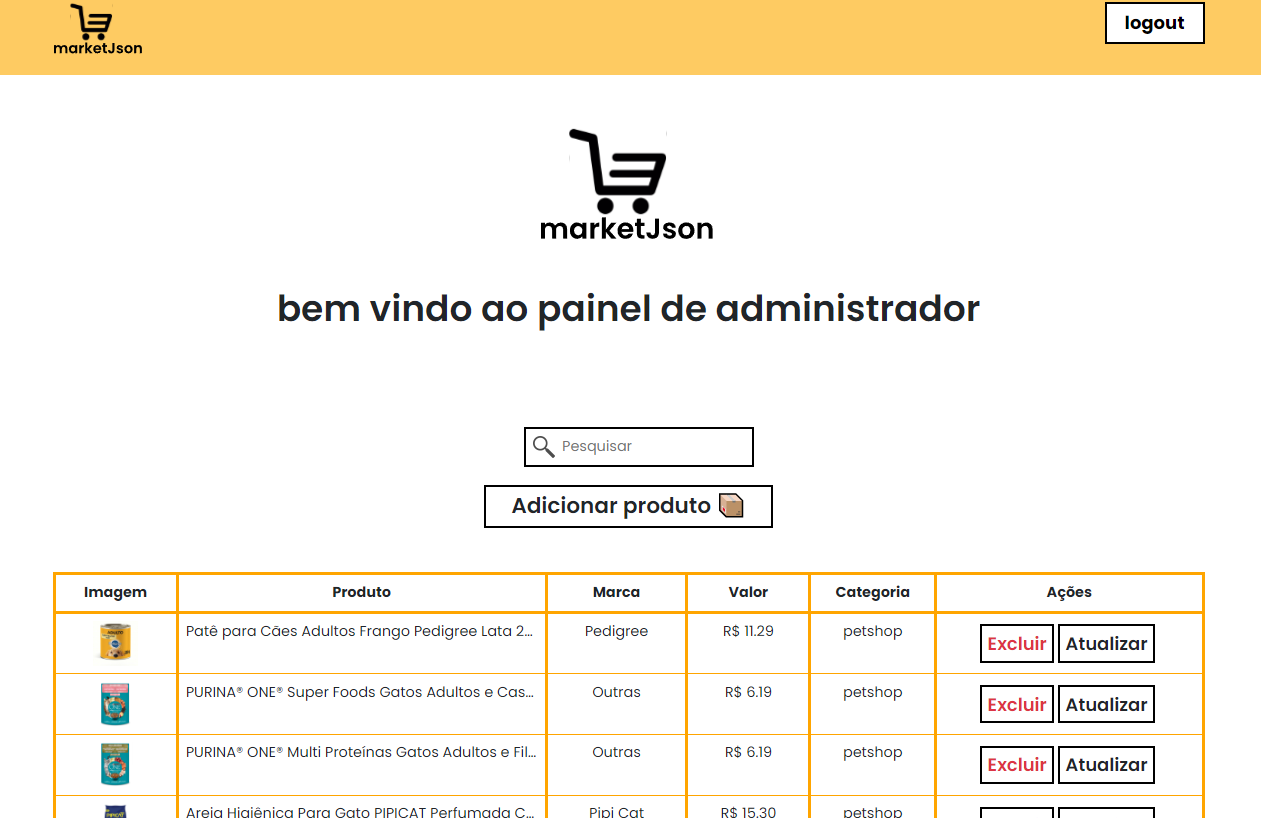 marketJson
logout
marketJson
bem vindo ao painel de administrador
Pesquisar
Adicionar produto
Imagem Produto Marca Valor Categoria Ações
Patê para Cães Adultos Frango Pedigree Lata 2... Pedigree R$ 11.29 petshop Excluir Atualizar
PURINA® ONE® Super Foods Gatos Adultos e Cas... Outras R$ 6.19 petshop Excluir Atualizar
PURINA® ONE® Multi Proteínas Gatos Adultos e Fil... Outras R$ 6.19 petshop Excluir Atualizar
Areia Higiênica Para Gato PIPICAT Perfumada C... Pipi Cat R$ 15.30 petshop